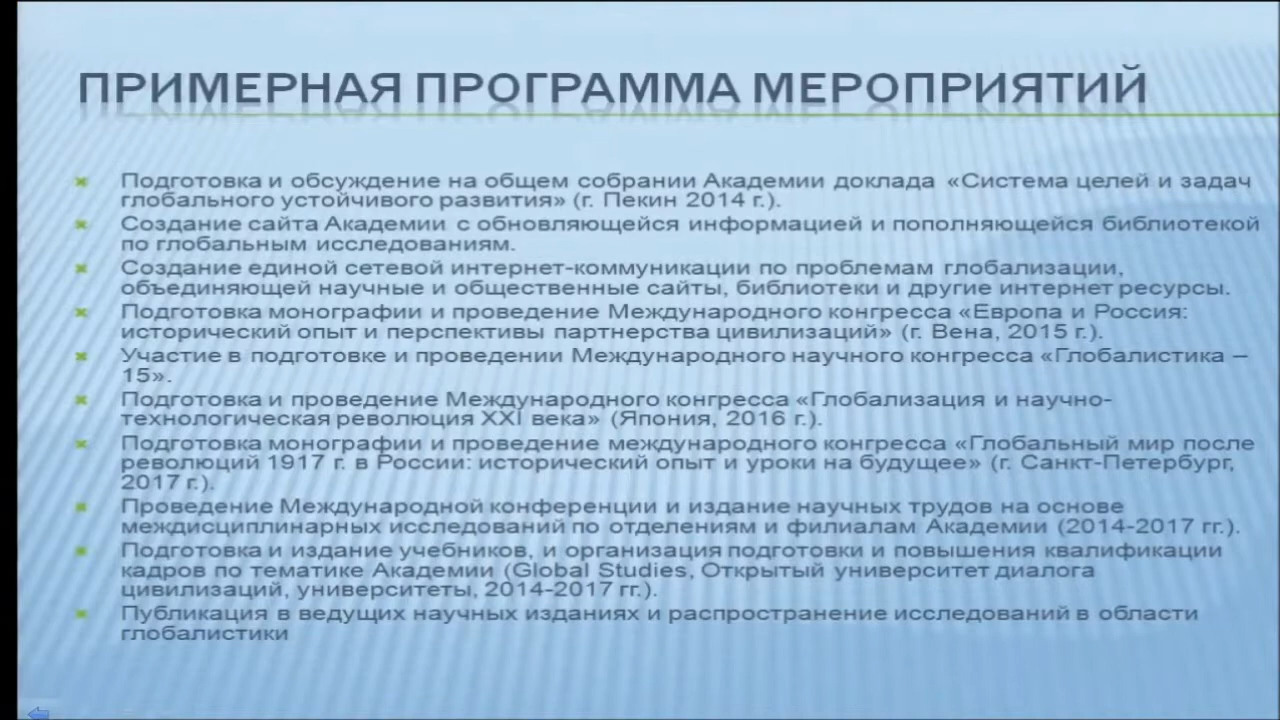 ПРИМЕРНАЯ ПРОГРАММА МЕРОПРИЯТИЙ
Подготовка и обсуждение на общем собрании Академии доклада «Система целей и задач
глобального устойчивого развития» (г. Пекин 2014 г.).
Создание сайта Академии с обновляющейся информацией и пополняющейся библиотекой
по глобальным исследованиям.
Создание единой сетевой интернет-коммуникации по проблемам глобализации,
объединяющей научные и общественные сайты, библиотеки и другие интернет ресурсы.
Подготовка монографии и проведение Международного конгресса «Европа и Россия:
исторический опыт и перспективы партнерства цивилизаций» (г. Вена, 2015 г.).
Участие в подготовке и проведении Международного научного конгресса «Глобалистика –
15».
Подготовка и проведение Международного конгресса «Глобализация и научно-
технологическая революция XXI века» (Япония, 2016 г.).
Подготовка монографии и проведение международного конгресса «Глобальный мир после
революций 1917 г. в России: исторический опыт и уроки на будущее» (г. Санкт-Петербург,
2017 г.).
Проведение Международной конференции и издание научных трудов на основе
междисциплинарных исследований по отделениям и филиалам Академии (2014-2017 гг.).
Подготовка и издание учебников, и организация подготовки и повышения квалификации
кадров по тематике Академии (Global Studies, Открытый университет диалога
цивилизаций, университеты, 2014-2017 гг.).
Публикация в ведущих научных изданиях и распространение исследований в области
глобалистики